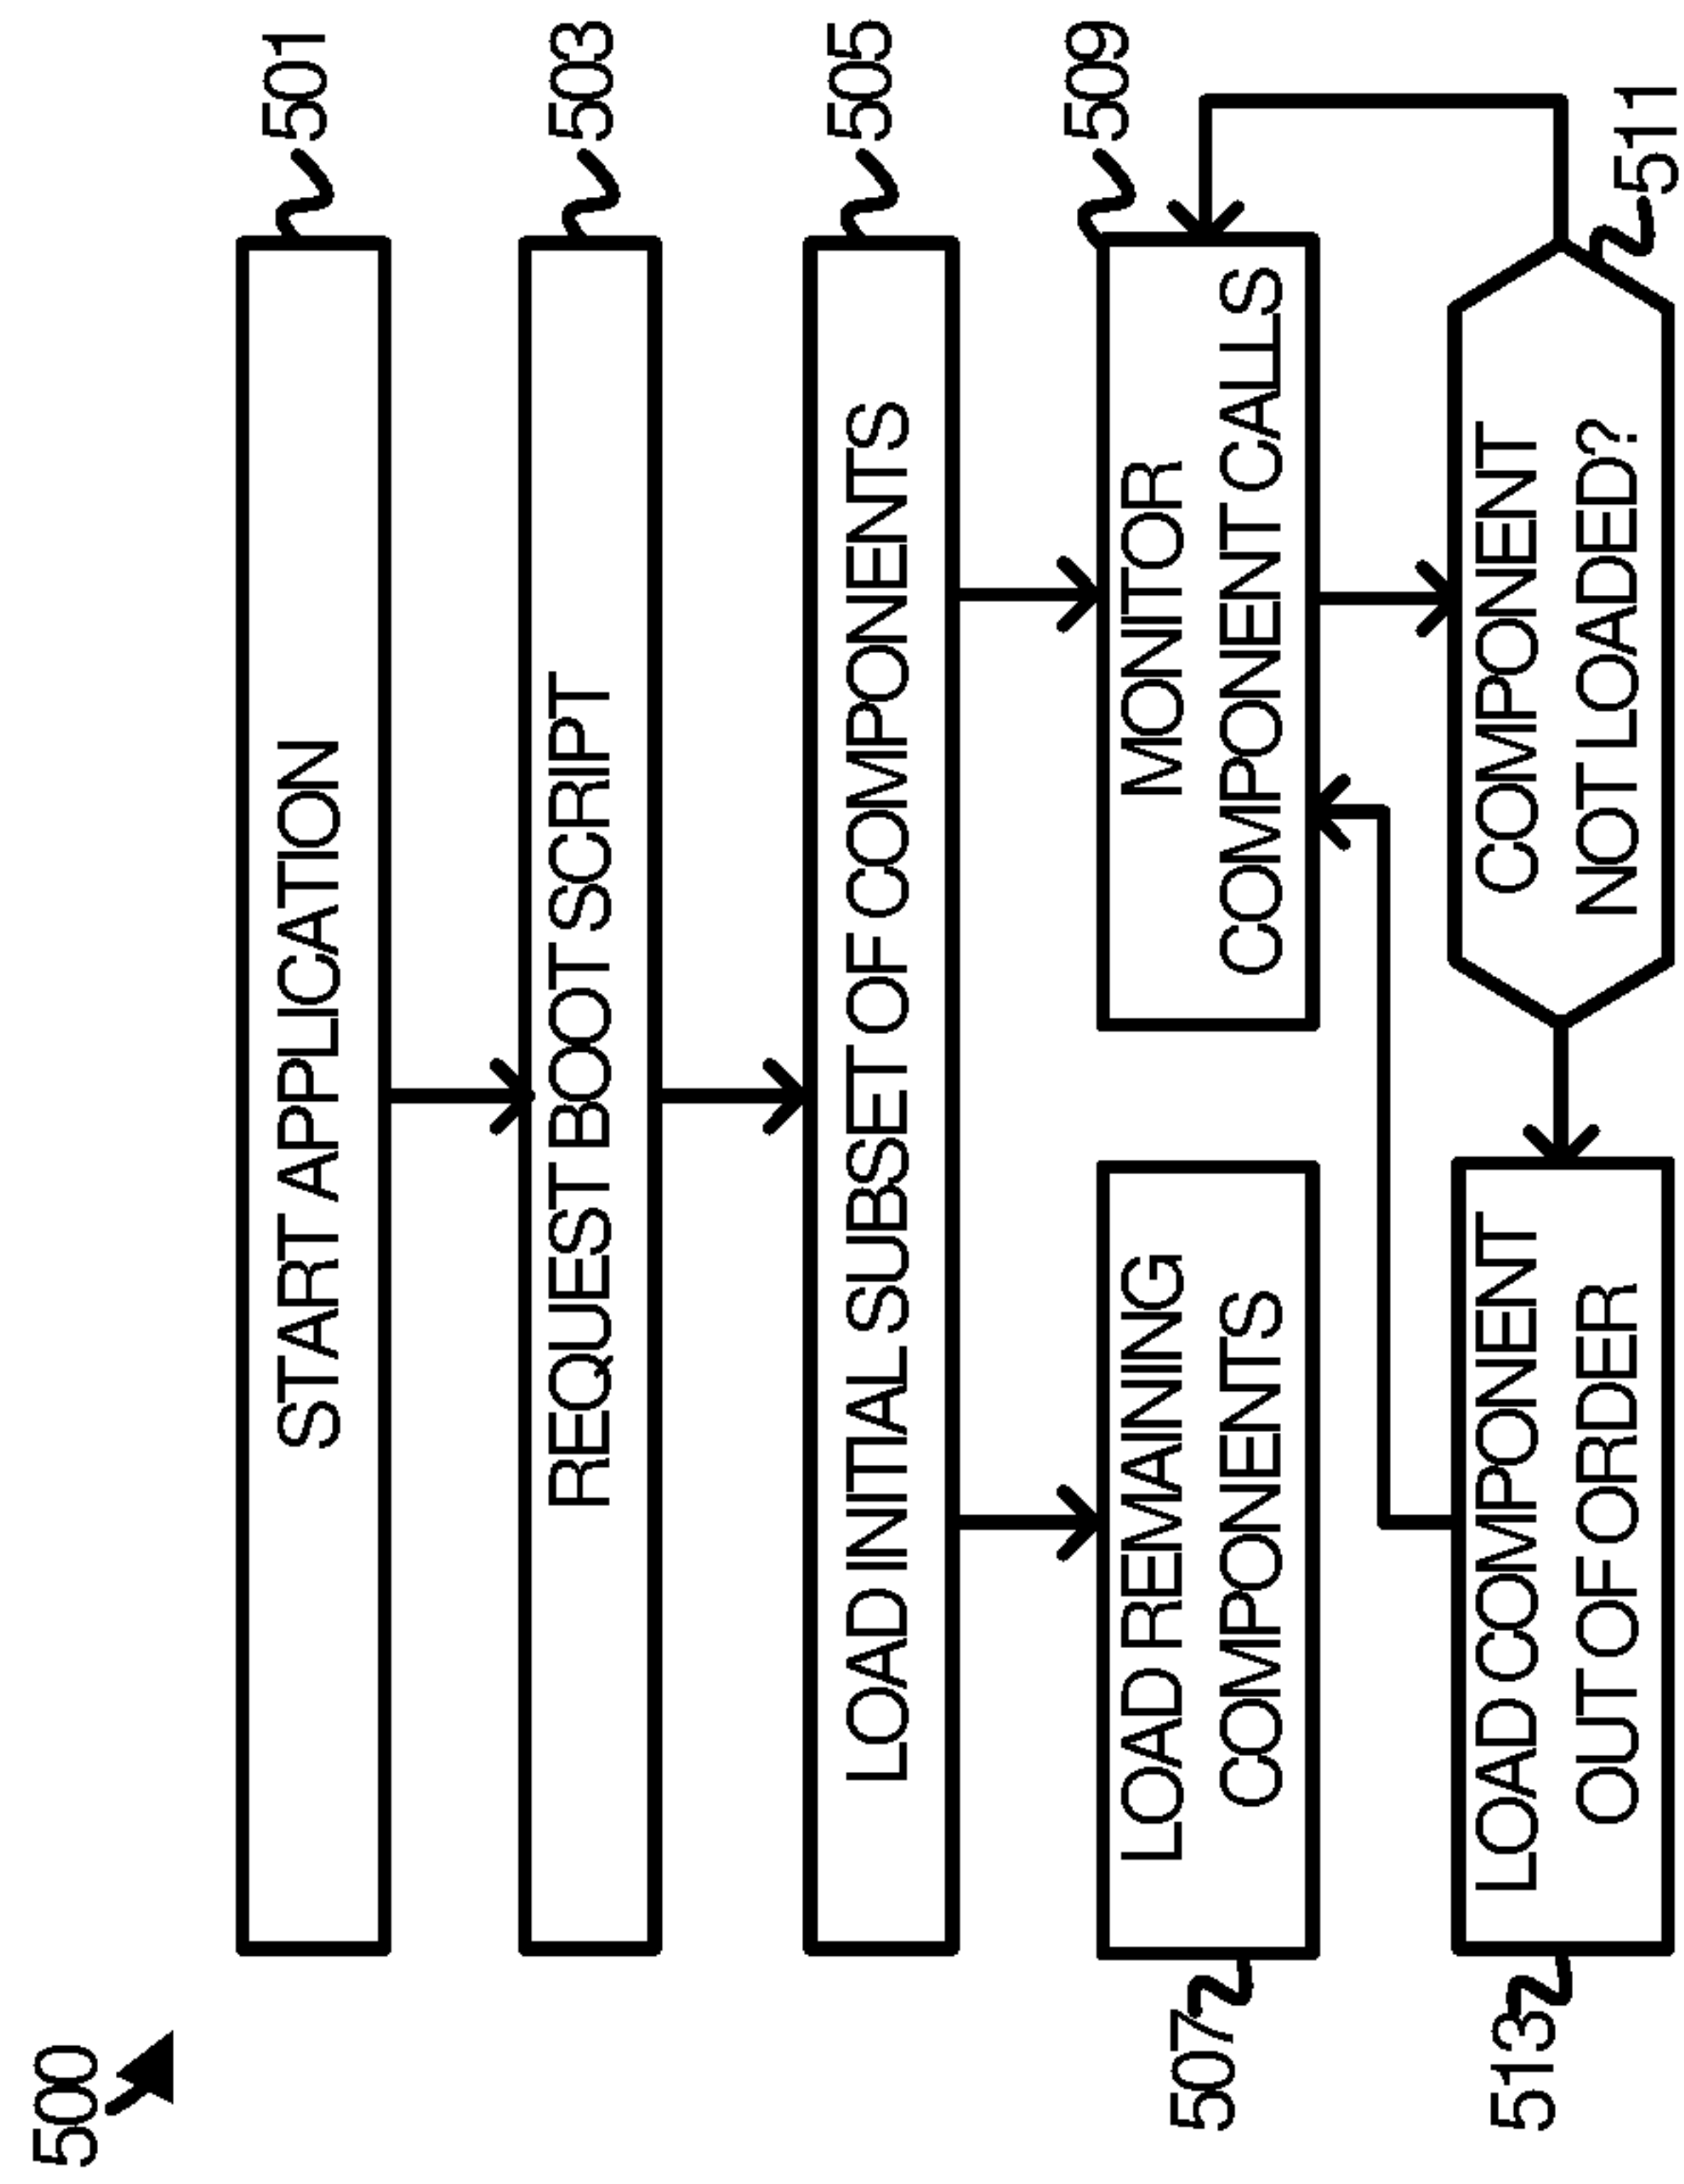 500
START APPLICATION
501
REQUEST BOOT SCRIPT
503
LOAD INITIAL SUBSET OF COMPONENTS
505
507
LOAD REMAINING
COMPONENTS
MONITOR
COMPONENT CALLS
509
513
LOAD COMPONENT
OUT OF ORDER
COMPONENT
NOT LOADED?
511